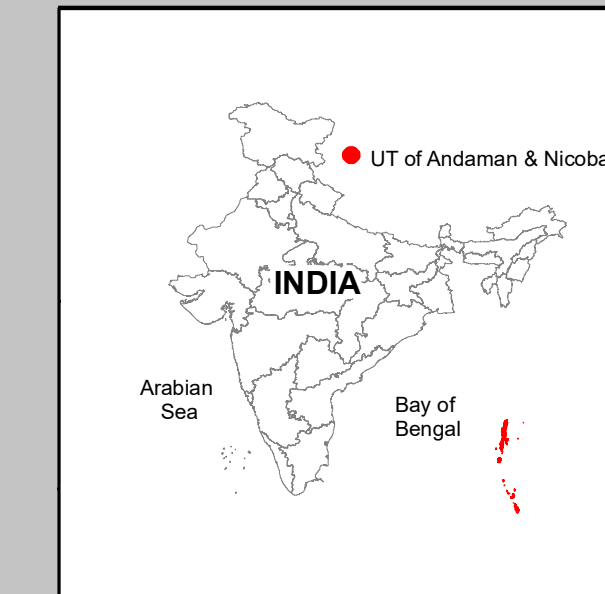 UT of Andaman & Nicoba
INDIA
Arabian
Sea
Bay of
Bengal